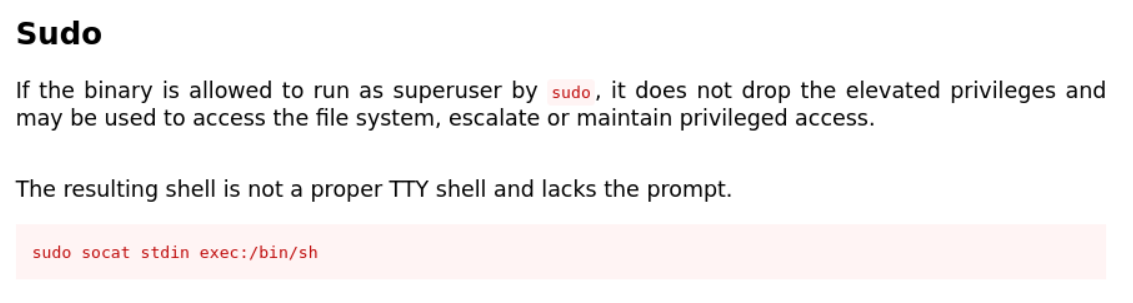 Sudo
If the binary is allowed to run as superuser by sudo, it does not drop the elevated privileges and
may be used to access the file system, escalate or maintain privileged access.
The resulting shell is not a proper TTY shell and lacks the prompt.
sudo socat stdin exec:/bin/sh